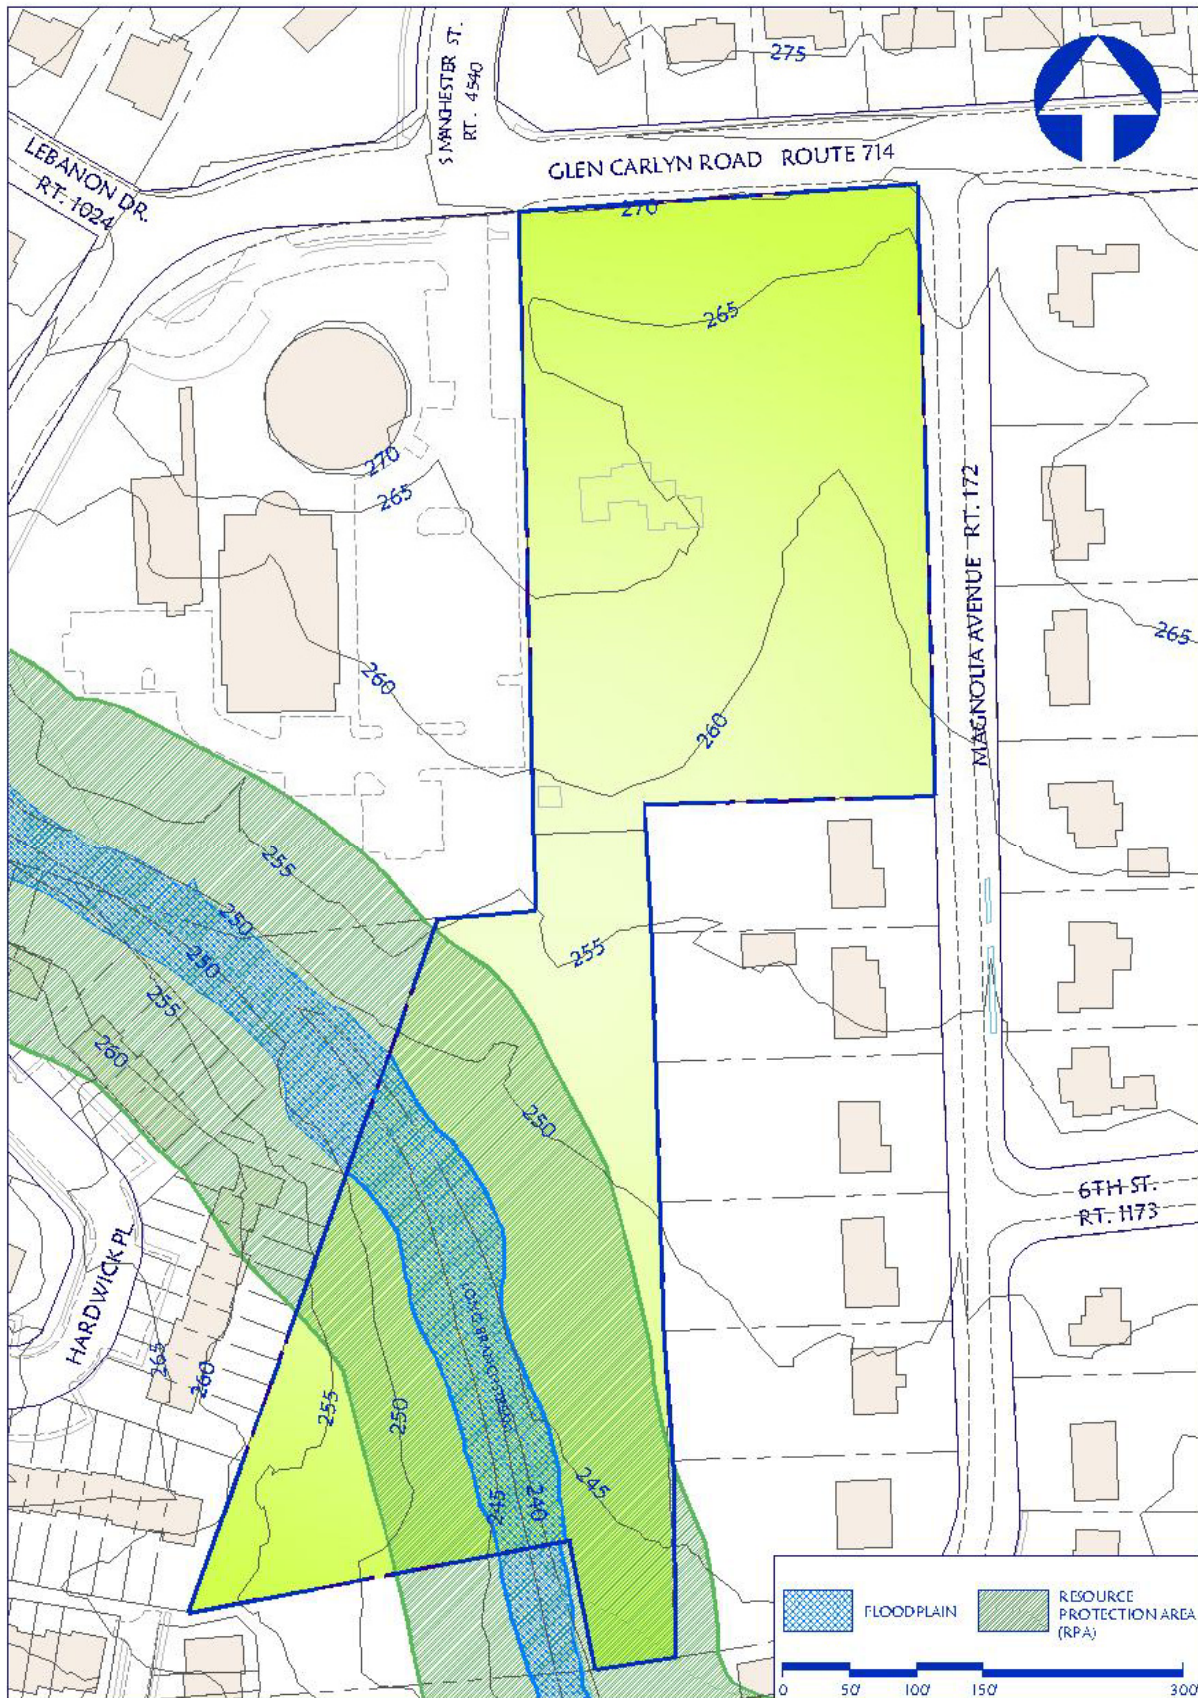 275
S MANCHESTER ST.
RT. 4540
GLEN CARLYN ROAD ROUTE 714
LEBANON DR.
RT. 1024
270
265
270
265
MAGNOLIA AVENUE RT. 172
265
260
260
255
250
255
250
255
260
250
6TH ST.
RT. 1173
HARDWICK PL.
265
260
255
250
245
245
240
FLOODPLAIN
RESOURCE
PROTECTION AREA
(RPA)
0 50' 100' 150' 300'